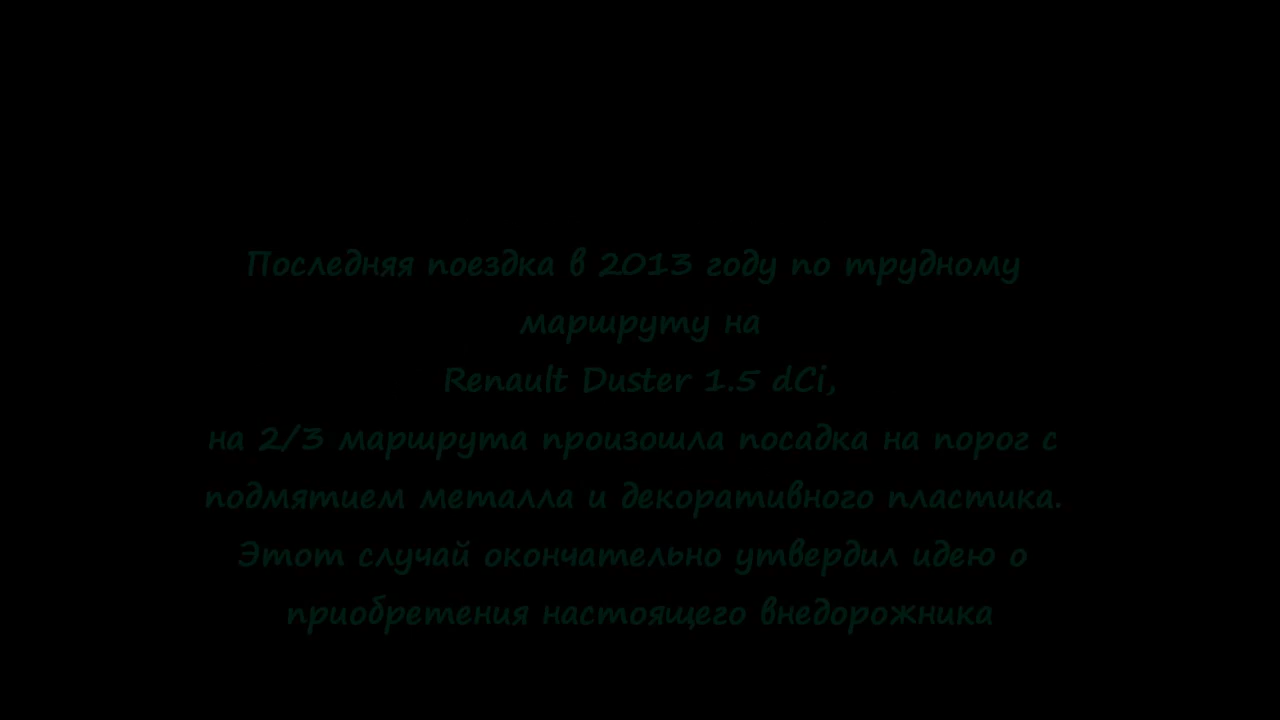 Последняя поездка в 2013 году по трудному
маршруту на
Renault Duster 1.5 dCi,
на 2/3 маршрута произошла посадка на порог с
подмятием металла и декоративного пластика.
Этот случай окончательно утвердил идею о
приобретения настоящего внедорожника